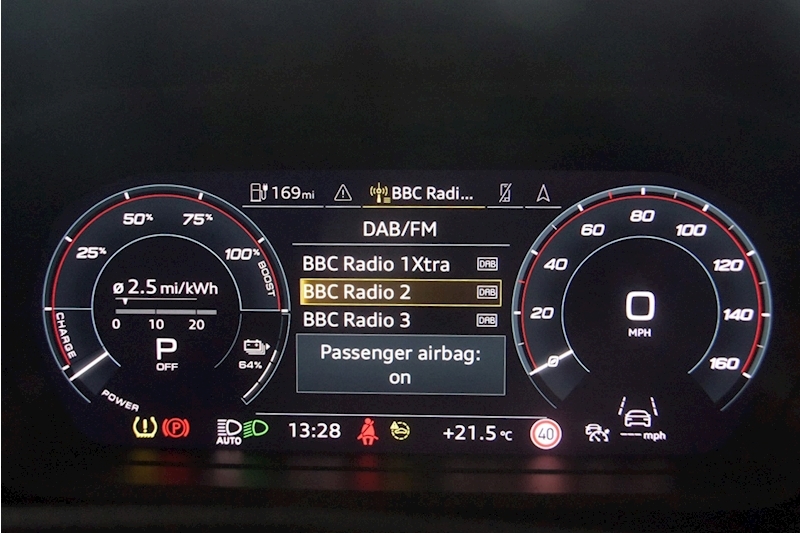 169mi
BBC Radi...
DAB/FM
BBC Radio 1Xtra DAB
BBC Radio 2 DAB
BBC Radio 3 DAB
Passenger airbag:
on
25%
50%
75%
100%
BOOST
CHARGE
POWER
ø 2.5 mi/kWh
0 10 20
P
OFF
64%
0
20
40
60
80
100
120
140
160
0
MPH
P
AUTO
13:28
+21.5 °C
40
--- mph